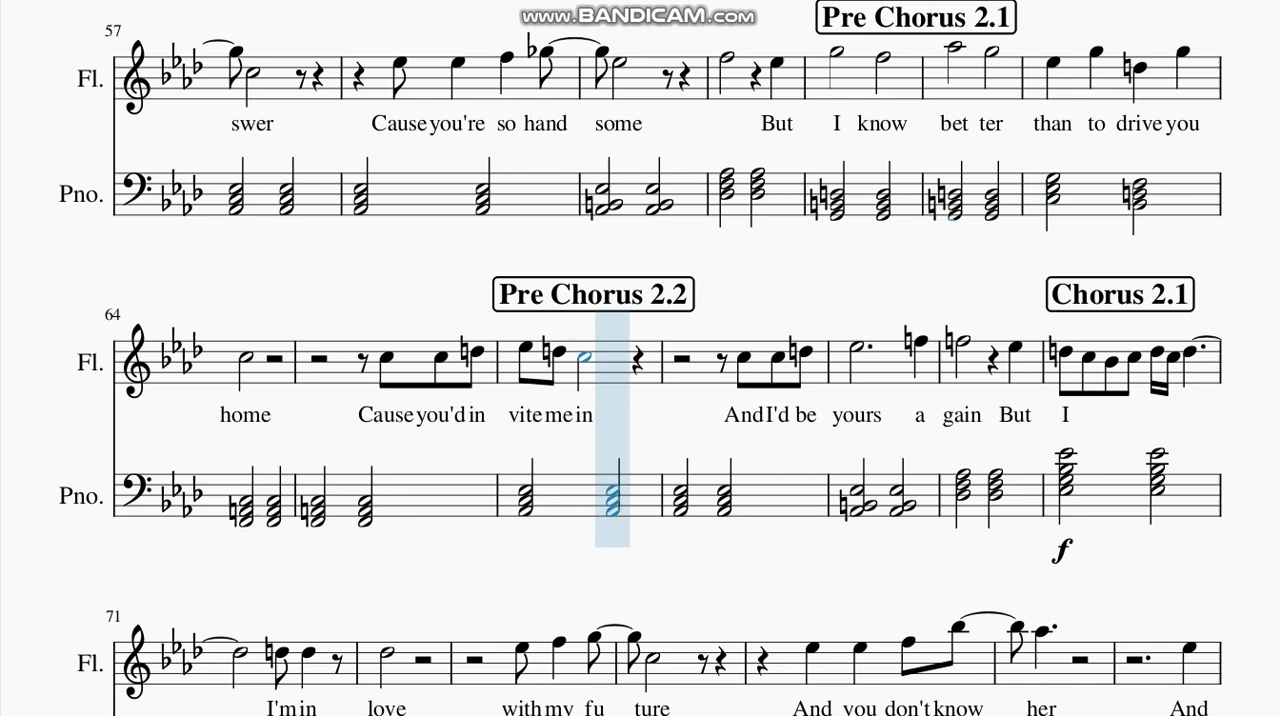 www.BANDICAM.com
Pre Chorus 2.1
57
Fl.
swer Cause you're so hand some But I know bet ter than to drive you
Pno.
Pre Chorus 2.2 Chorus 2.1
64
Fl.
home Cause you'd in vite me in And I'd be yours a gain But I
Pno.
f
71
Fl.
I'm in love with my fu ture And you don't know her And